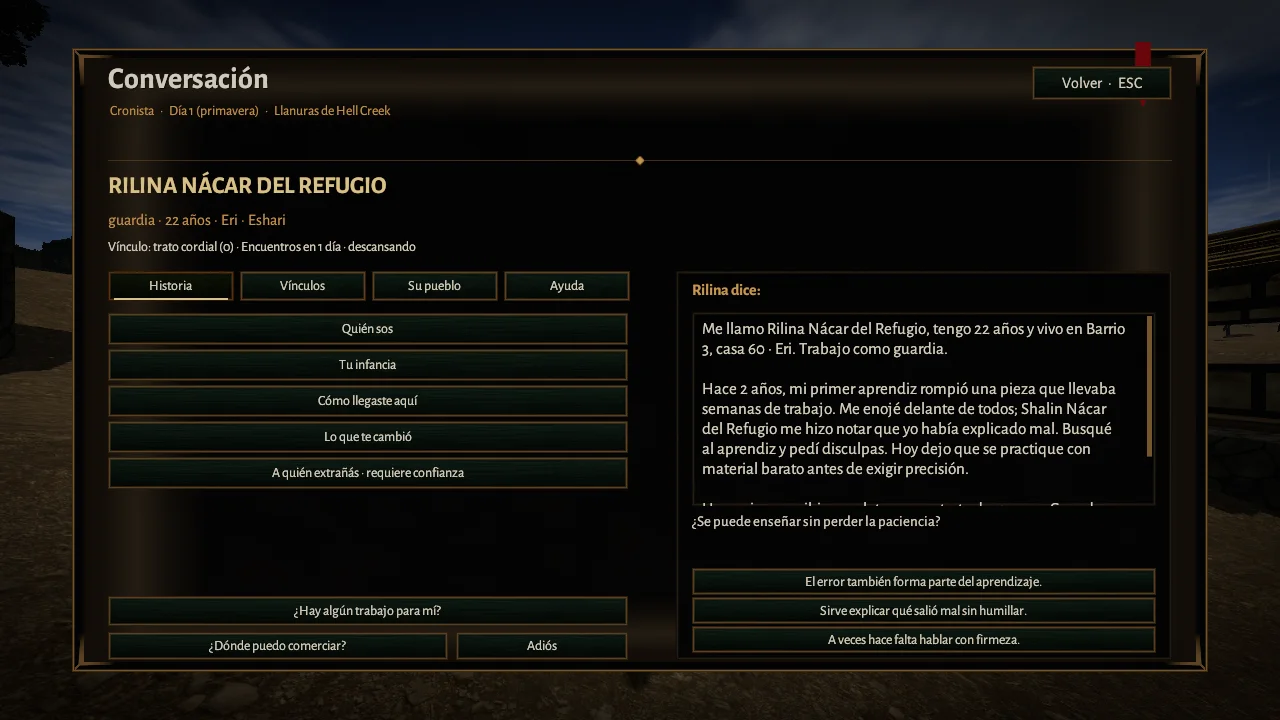 Conversación
Volver · ESC
Cronista · Día 1 (primavera) · Llanuras de Hell Creek
RILINA NÁCAR DEL REFUGIO
guardia · 22 años · Eri · Eshari
Vínculo: trato cordial (0) · Encuentros en 1 día · descansando
Historia
Vínculos
Su pueblo
Ayuda
Quién sos
Tu infancia
Cómo llegaste aquí
Lo que te cambió
A quién extrañás · requiere confianza
¿Hay algún trabajo para mí?
¿Dónde puedo comerciar?
Adiós
Rilina dice:
Me llamo Rilina Nácar del Refugio, tengo 22 años y vivo en Barrio
3, casa 60 · Eri. Trabajo como guardia.
Hace 2 años, mi primer aprendiz rompió una pieza que llevaba
semanas de trabajo. Me enojé delante de todos; Shalin Nácar
del Refugio me hizo notar que yo había explicado mal. Busqué
al aprendiz y pedí disculpas. Hoy dejo que se practique con
material barato antes de exigir precisión.
¿Se puede enseñar sin perder la paciencia?
El error también forma parte del aprendizaje.
Sirve explicar qué salió mal sin humillar.
A veces hace falta hablar con firmeza.